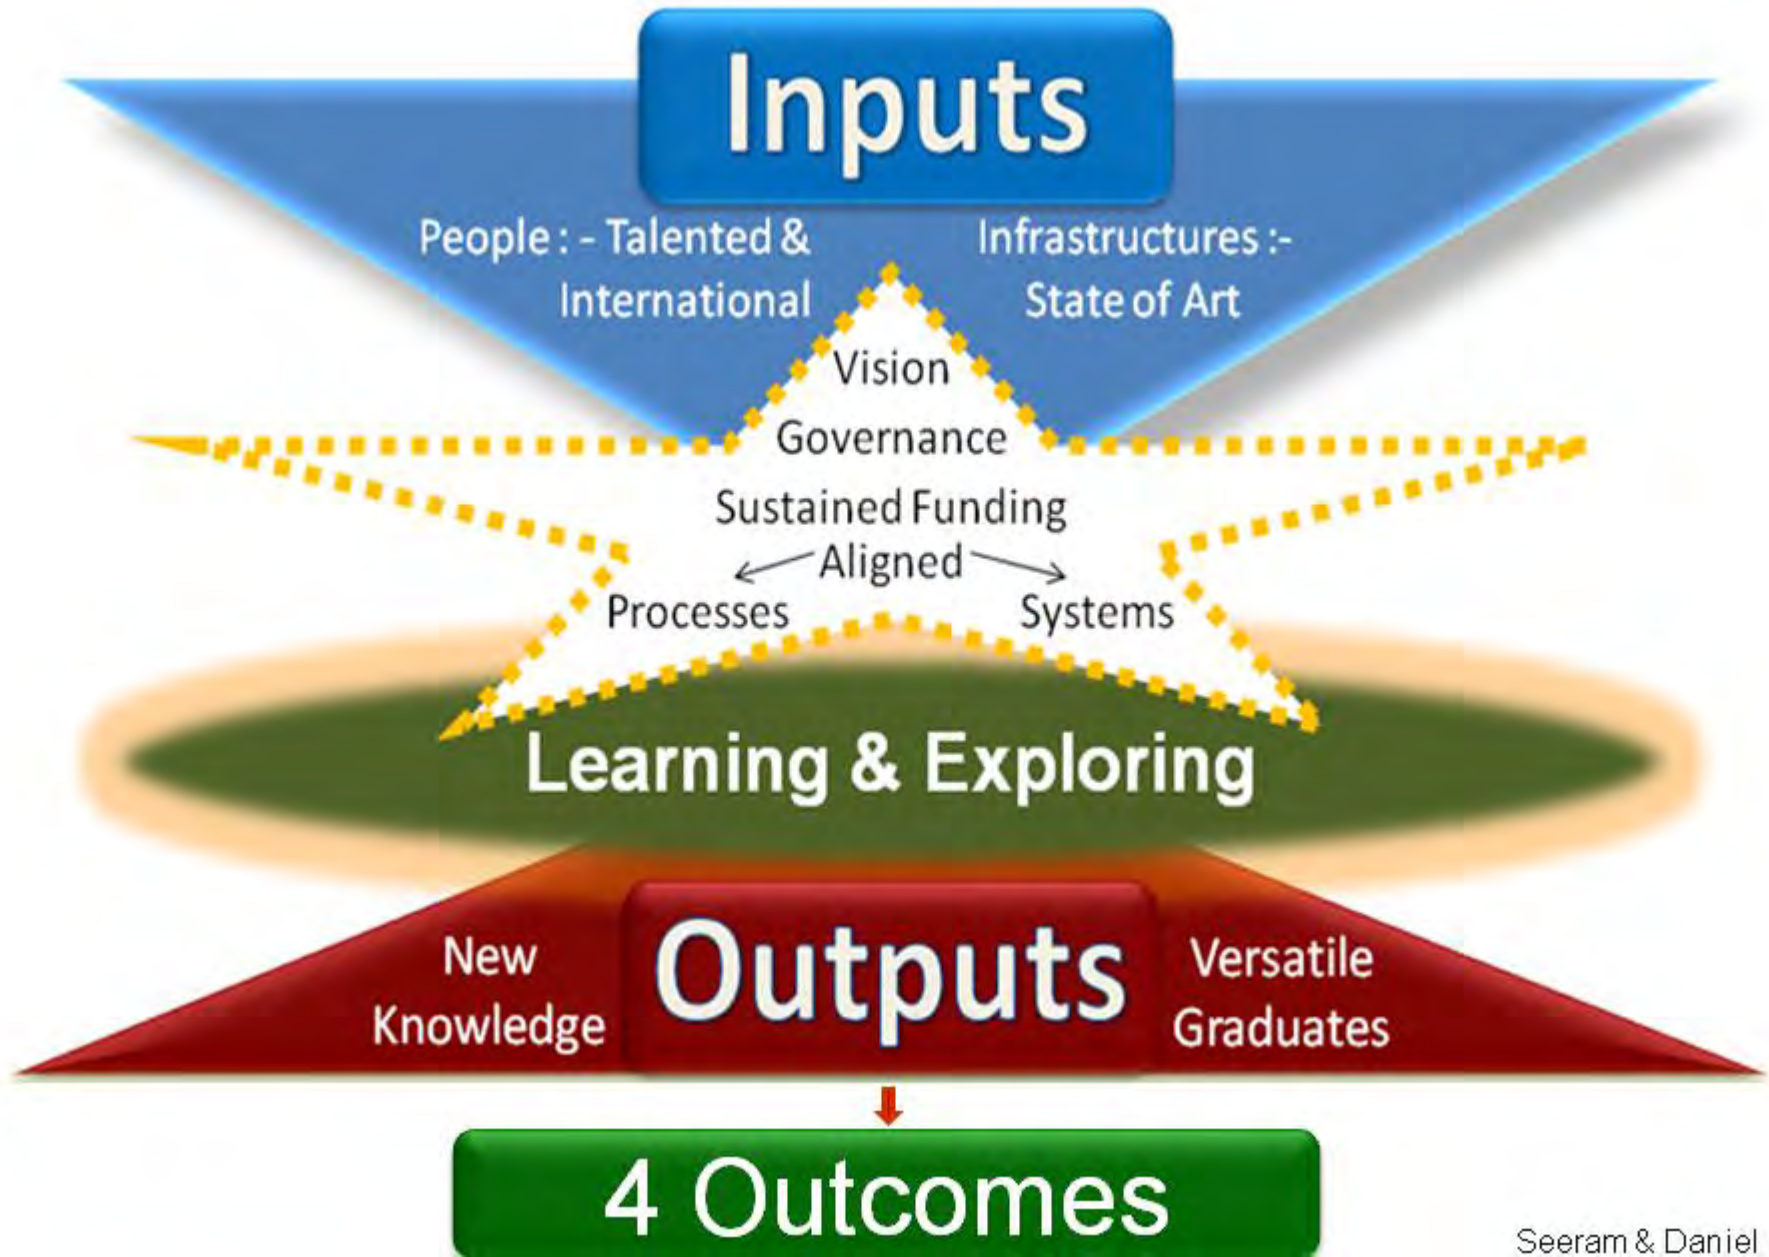 Inputs
People : - Talented &
International
Infrastructures :-
State of Art
Vision
Governance
Sustained Funding
Aligned
Processes
Systems
Learning & Exploring
New
Knowledge
Outputs
Versatile
Graduates
4 Outcomes
Seeram & Daniel